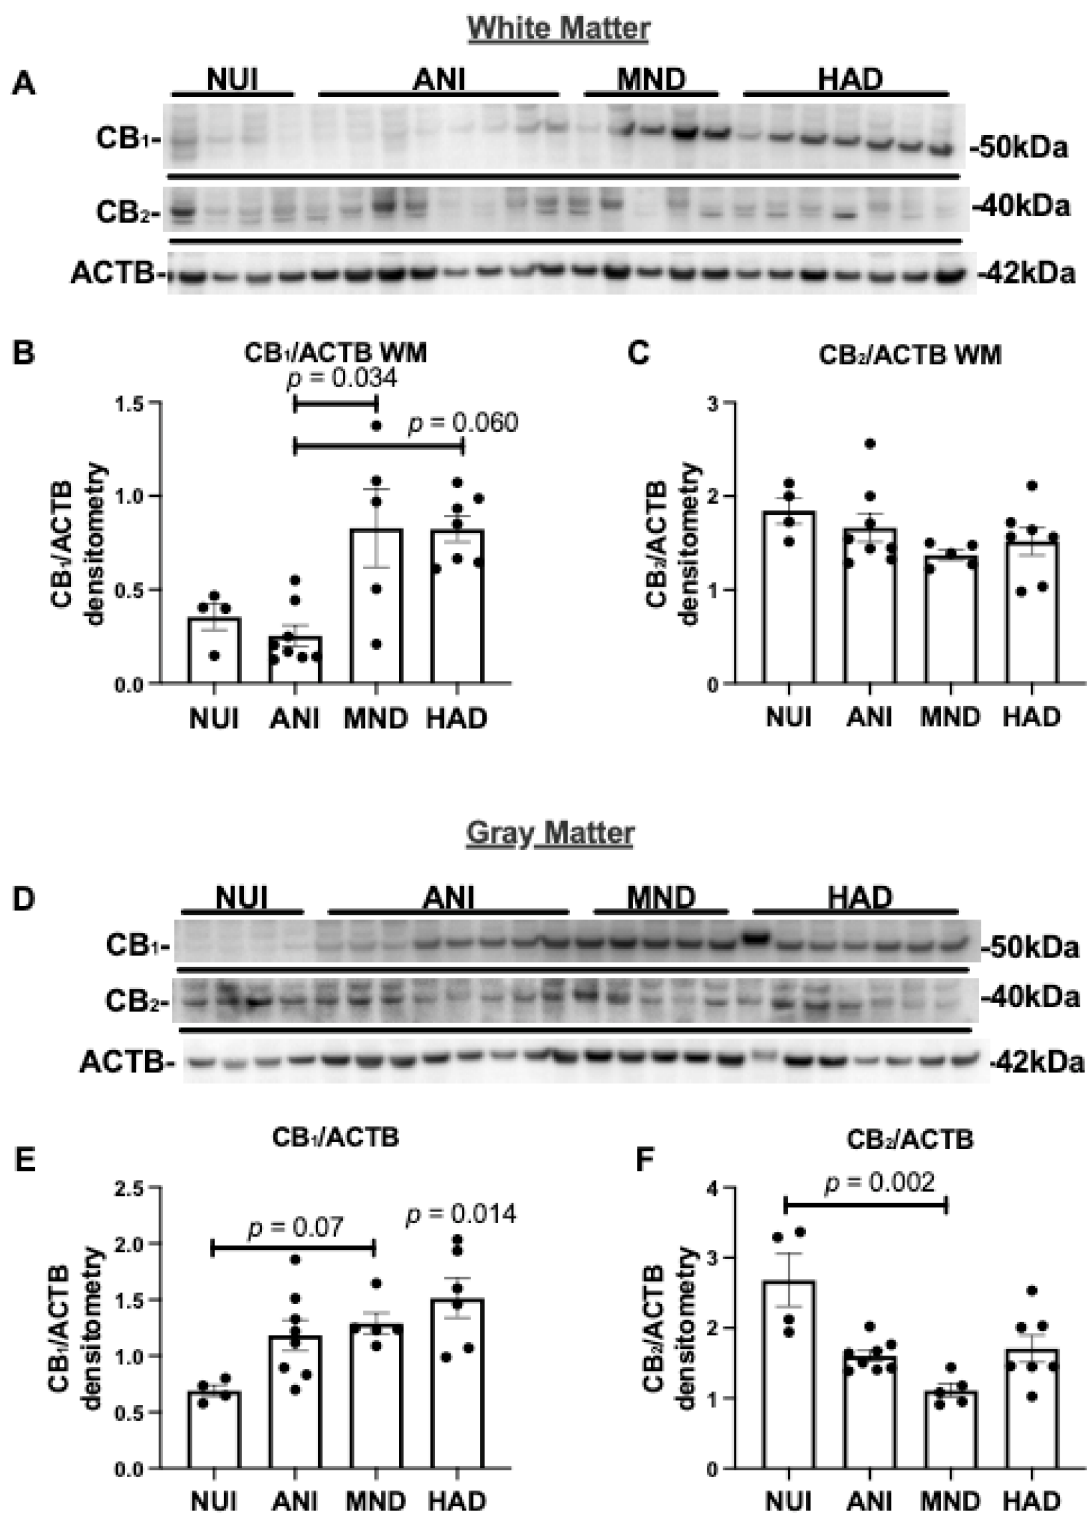 White Matter
A
NUI ANI MND HAD
CB₁- -50kDa
CB₂- -40kDa
ACTB- -42kDa
B
CB₁/ACTB WM
p = 0.034
p = 0.060
CB₁/ACTB
densitometry
1.5
1.0
0.5
0.0
NUI ANI MND HAD
C
CB₂/ACTB WM
CB₂/ACTB
densitometry
3
2
1
0
NUI ANI MND HAD
Gray Matter
D
NUI ANI MND HAD
CB₁- -50kDa
CB₂- -40kDa
ACTB- -42kDa
E
CB₁/ACTB
p = 0.07
p = 0.014
CB₁/ACTB
densitometry
2.5
2.0
1.5
1.0
0.5
0.0
NUI ANI MND HAD
F
CB₂/ACTB
p = 0.002
CB₂/ACTB
densitometry
4
3
2
1
0
NUI ANI MND HAD